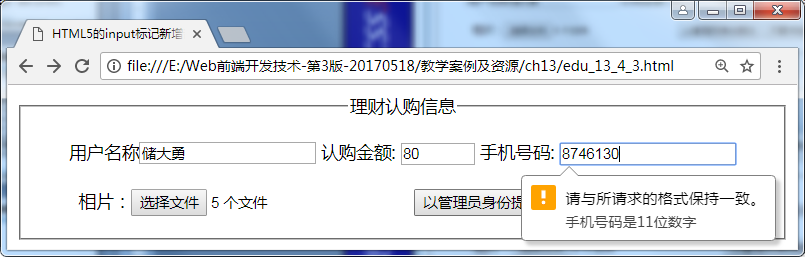 HTML5的input标记新增
file:///E:/Web前端开发技术-第3版-20170518/教学案例及资源/ch13/edu_13_4_3.html
理财认购信息
用户名称 储大勇 认购金额: 80 手机号码: 8746130
相片： 选择文件 5 个文件 以管理员身份提
请与所请求的格式保持一致。
手机号码是11位数字